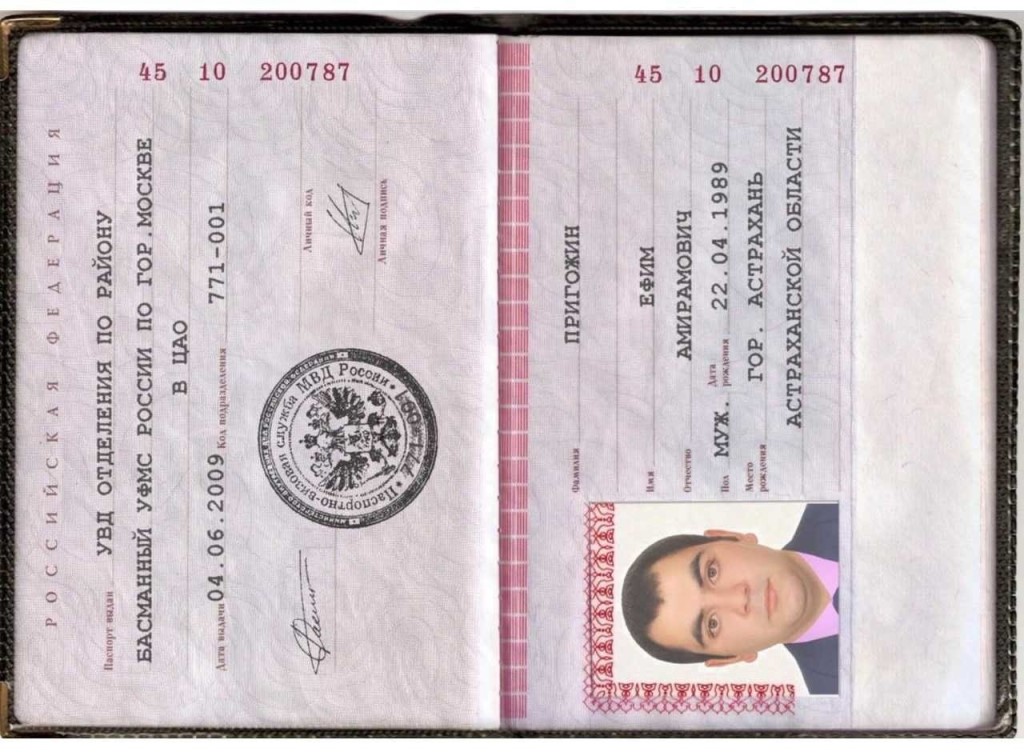 45 10 200787
РОССИЙСКАЯ ФЕДЕРАЦИЯ
Паспорт выдан УВД ОТДЕЛЕНИЯ ПО РАЙОНУ
БАСМАННЫЙ УФМС РОССИИ ПО ГОР.МОСКВЕ
В ЦАО
Дата выдачи 04.06.2009 Код подразделения 771-001
Личный код
Личная подпись
Паспортно-визовая служба МВД России
45 10 200787
Фамилия ПРИГОЖИН
Имя ЕФИМ
Отчество АМИРАМОВИЧ
Пол МУЖ. Дата рождения 22.04.1989
Место рождения ГОР. АСТРАХАНЬ
АСТРАХАНСКОЙ ОБЛАСТИ